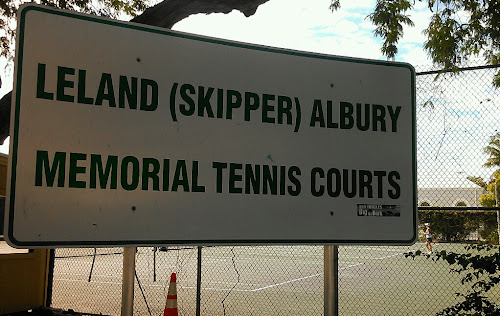 LELAND (SKIPPER) ALBURY
MEMORIAL TENNIS COURTS